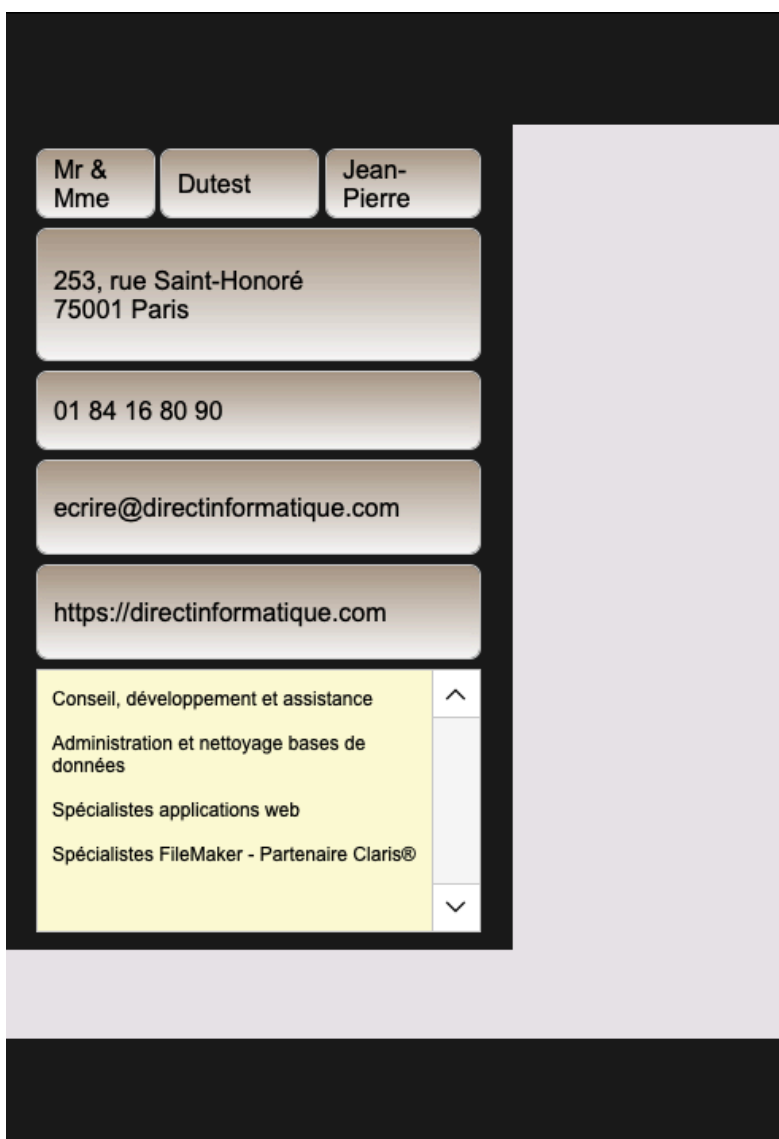 Mr &
Mme
Dutest
Jean-
Pierre
253, rue Saint-Honoré
75001 Paris
01 84 16 80 90
ecrire@directinformatique.com
https://directinformatique.com
Conseil, développement et assistance
Administration et nettoyage bases de
données
Spécialistes applications web
Spécialistes FileMaker - Partenaire Claris®